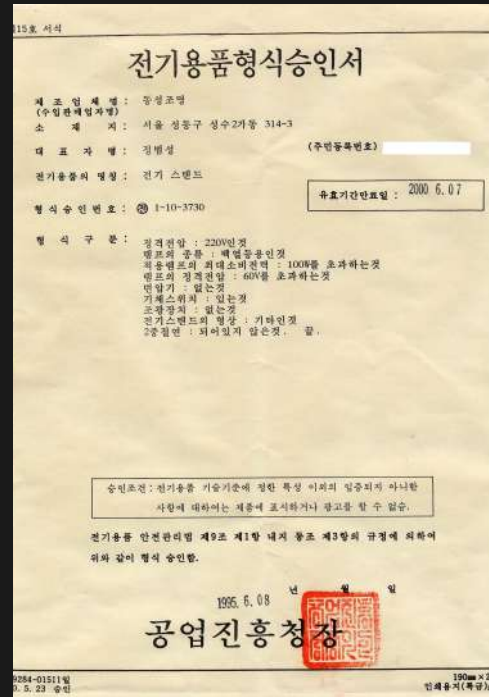 제15호 서식
전기용품형식승인서
제 조 업 체 명 : 동성조명
(수입판매업자명)
소 재 지 : 서울 성동구 성수2가동 314-3
대 표 자 명 : 정범성 (주민등록번호)
전기용품의 명칭 : 전기 스탠드
유효기간만료일 : 2000 6.07
형식승인번호 : 1-10-3730
형 식 구 분 : 정격전압 : 220V인것
램프의 종류 : 백열등용인것
적용램프의 최대소비전력 : 100W를 초과하는것
램프의 정격전압 : 60V를 초과하는것
변압기 : 없는것
기체스위치 : 있는것
조광장치 : 없는것
전기스탠드의 형상 : 기타인것
2중절연 : 되어있지 않은것. 끝.
승인조건 : 전기용품 기술기준에 정한 특성 이외의 입증되지 아니한
사항에 대하여는 제품에 표시하거나 광고를 할 수 없음.
전기용품 안전관리법 제9조 제1항 내지 동조 제3항의 규정에 의하여
위와 같이 형식 승인함.
년 월 일
1995. 6. 08
공업진흥청장
9284-01511일
0. 5. 23 승인
190㎜×2
인쇄용지(특급)